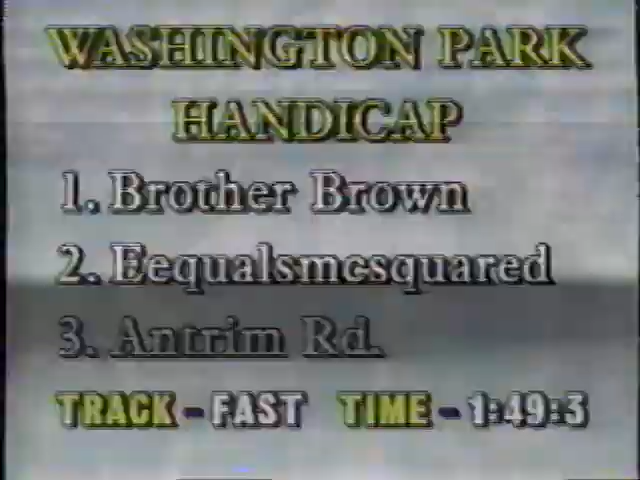 WASHINGTON PARK
HANDICAP
1. Brother Brown
2. Eequalsmcsquared
3. Antrim Rd.
TRACK - FAST TIME - 1:49:3